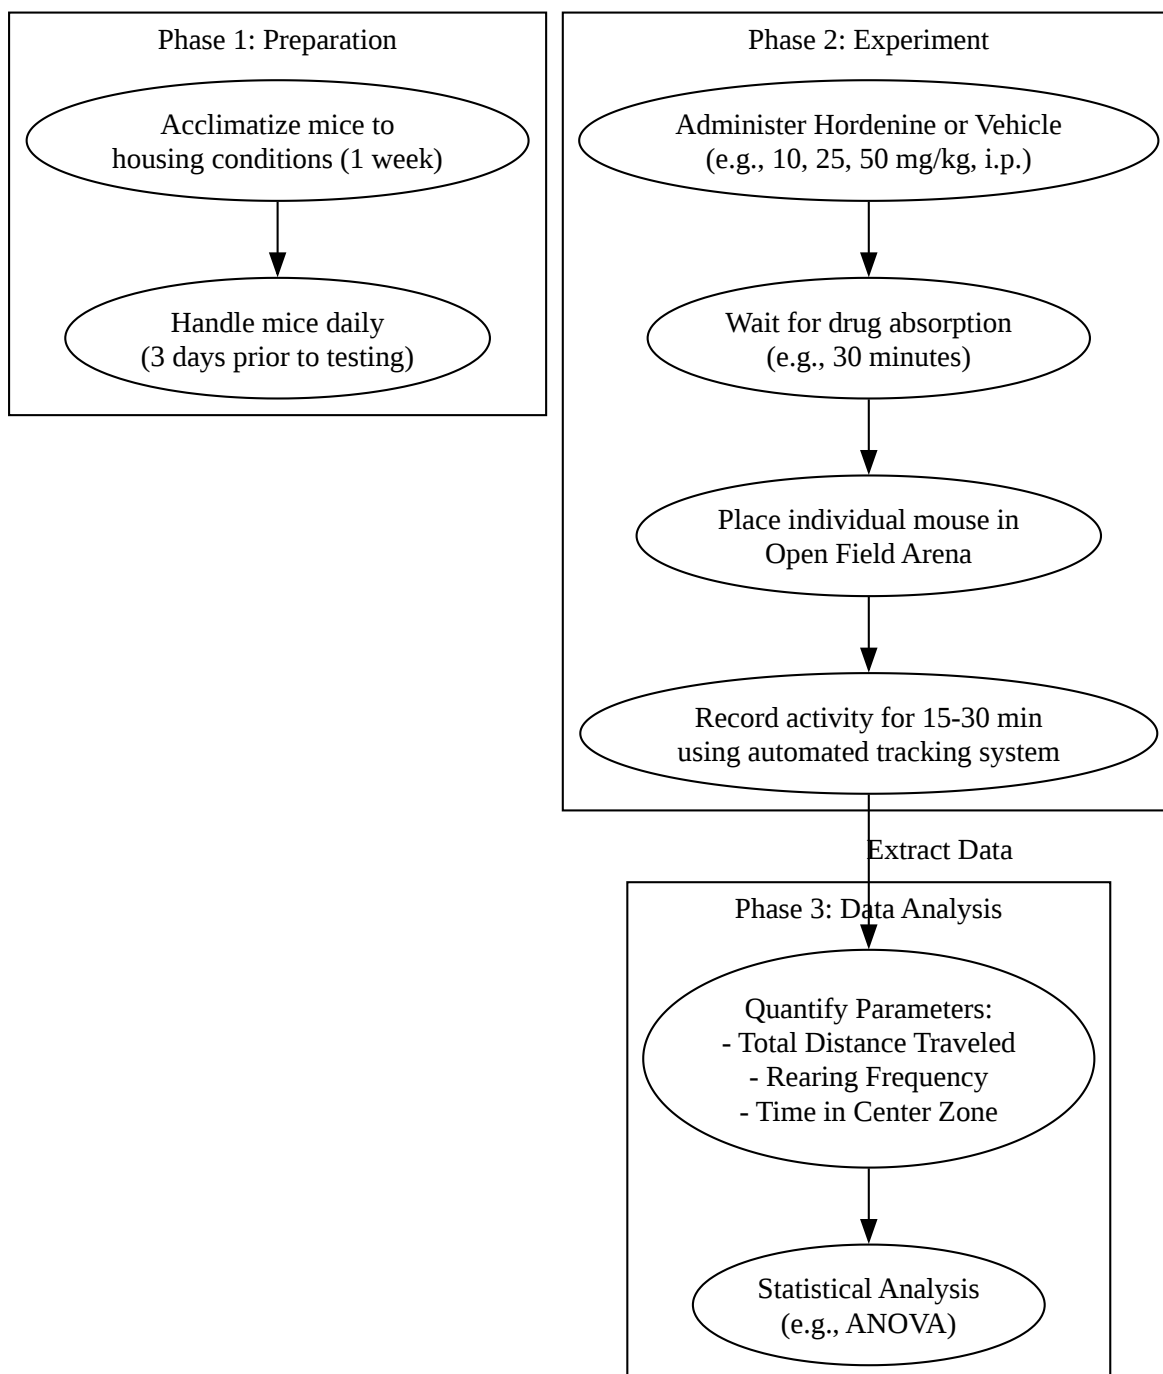 Phase 1: Preparation
Acclimatize mice to
housing conditions (1 week)
Handle mice daily
(3 days prior to testing)
Phase 2: Experiment
Administer Hordenine or Vehicle
(e.g., 10, 25, 50 mg/kg, i.p.)
Wait for drug absorption
(e.g., 30 minutes)
Place individual mouse in
Open Field Arena
Record activity for 15-30 min
using automated tracking system
Extract Data
Phase 3: Data Analysis
Quantify Parameters:
- Total Distance Traveled
- Rearing Frequency
- Time in Center Zone
Statistical Analysis
(e.g., ANOVA)